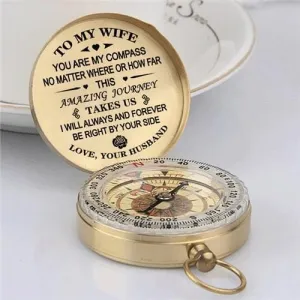 TO MY WIFE
YOU ARE MY COMPASS
NO MATTER WHERE OR HOW FAR
THIS
AMAZING JOURNEY
TAKES US
I WILL ALWAYS AND FOREVER
BE RIGHT BY YOUR SIDE
LOVE, YOUR HUSBAND